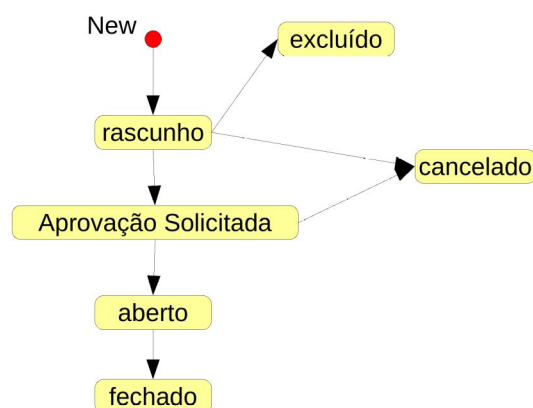 New
excluído
rascunho
cancelado
Aprovação Solicitada
aberto
fechado